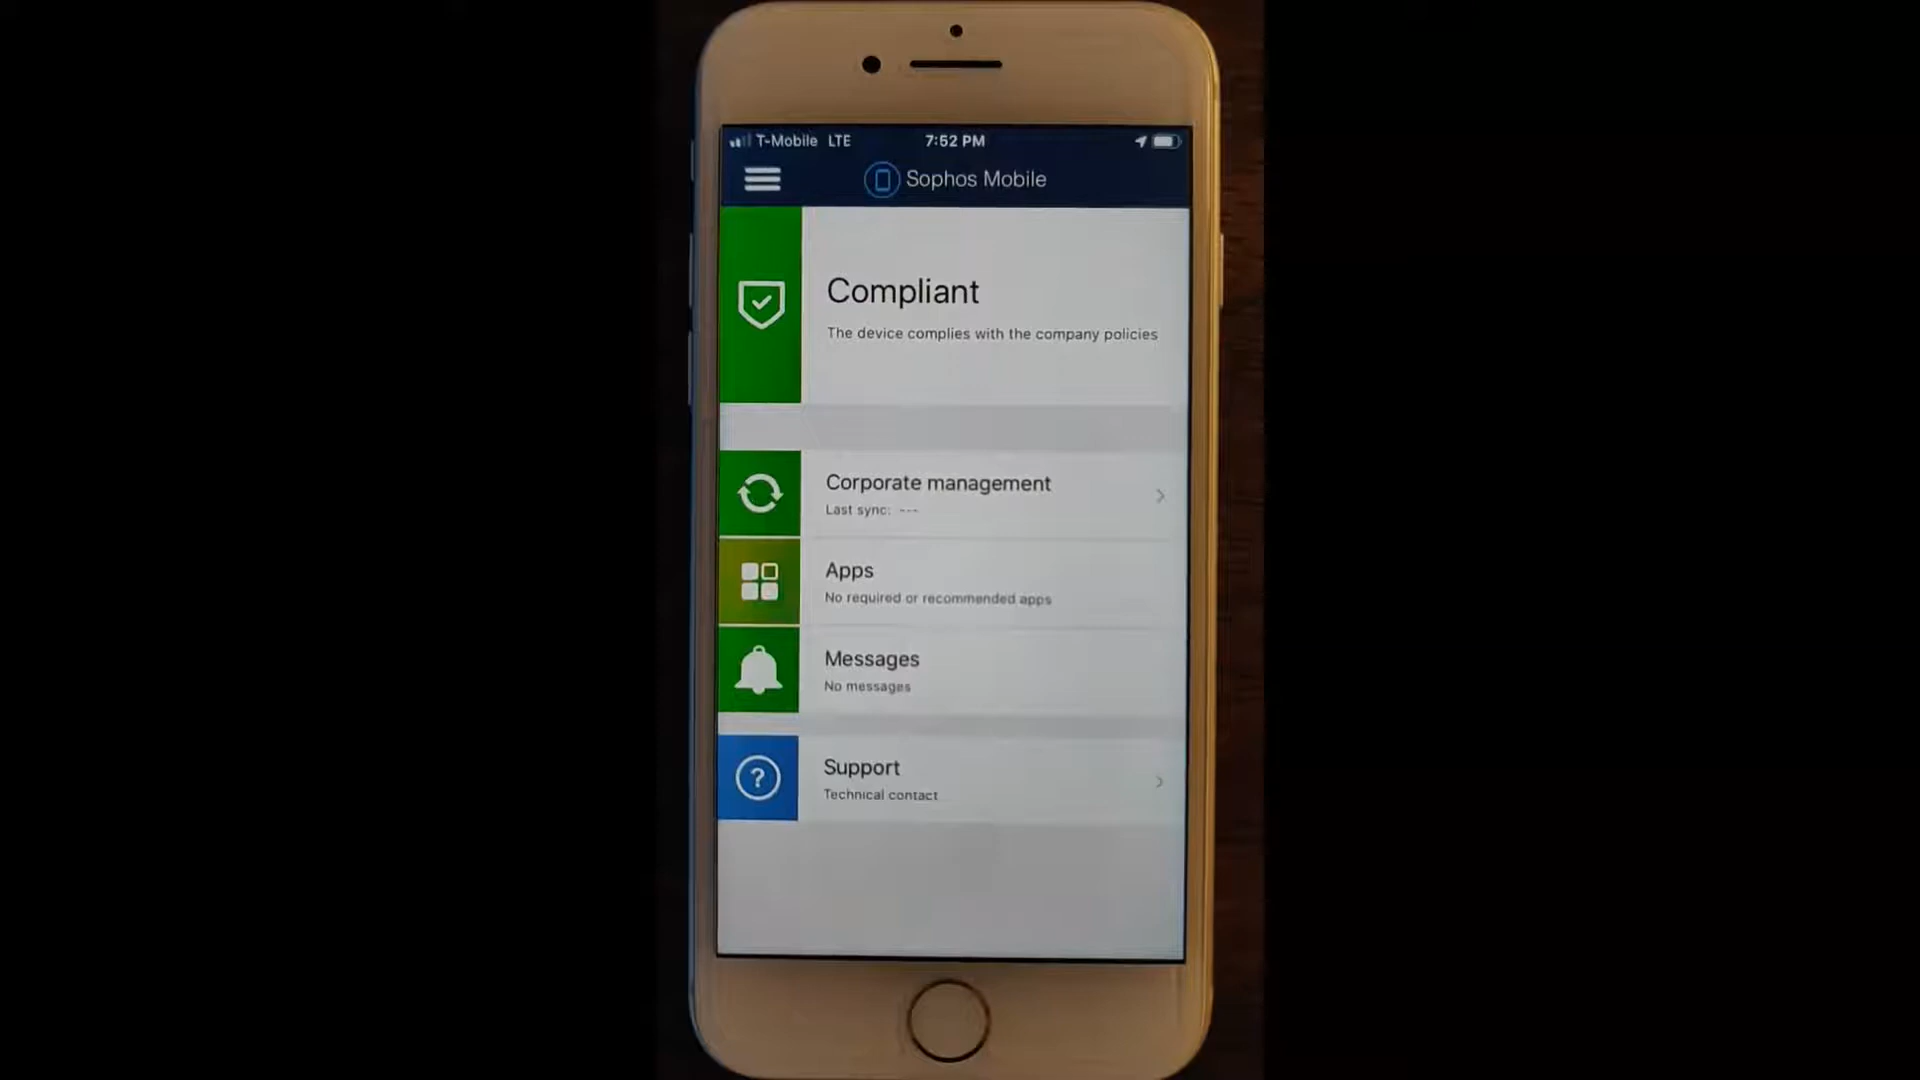 T-Mobile LTE 7:52 PM
Sophos Mobile
Compliant
The device complies with the company policies
Corporate management
Last sync: ---
Apps
No required or recommended apps
Messages
No messages
?
Support
Technical contact